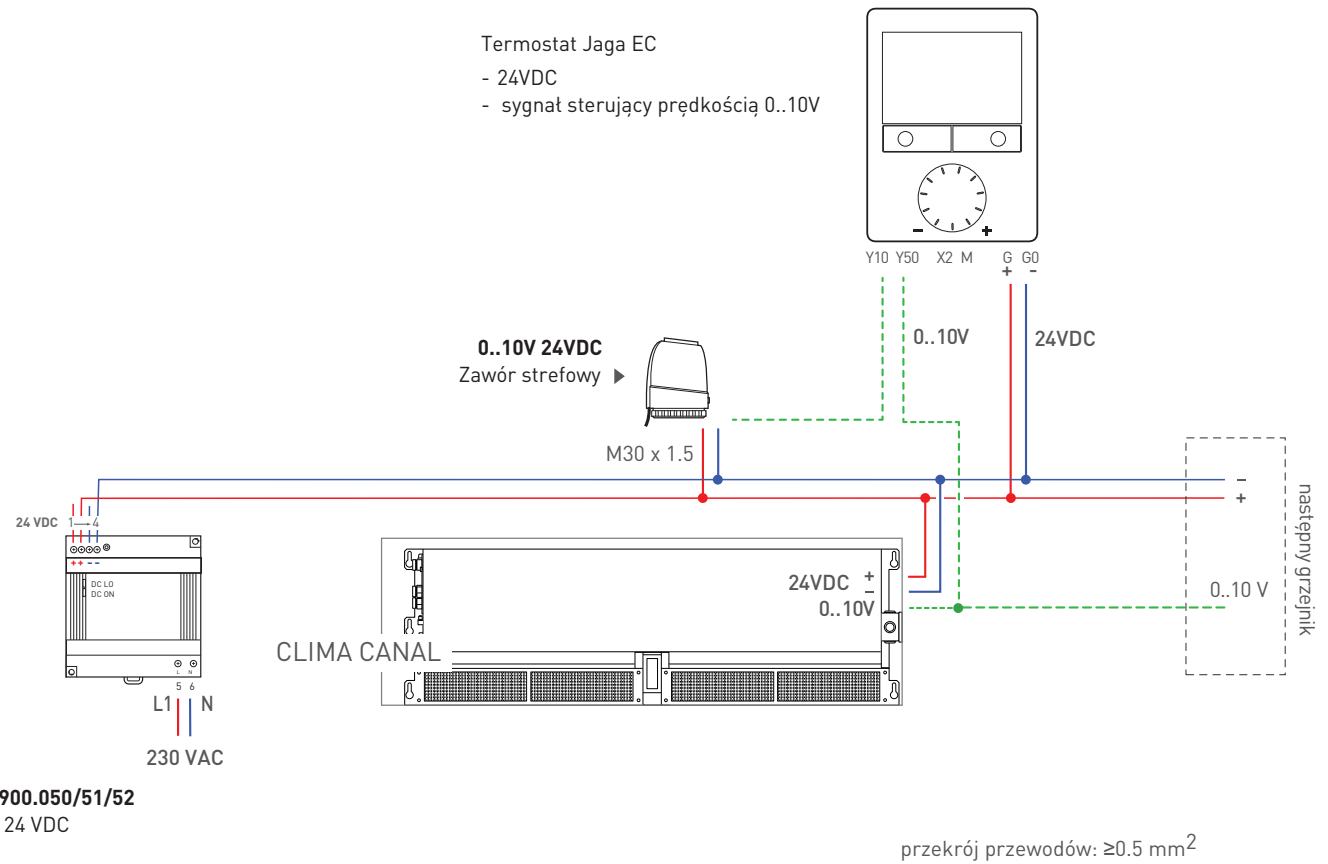 Termostat Jaga EC
- 24VDC
- sygnał sterujący prędkością 0..10V
- +
Y10 Y50 X2 M G G0
+ -
0..10V
24VDC
0..10V 24VDC
Zawór strefowy
M30 x 1.5
-
+
następny grzejnik
0..10 V
24 VDC
1 4
++--
DC LO
DC ON
L N
5 6
L1 N
230 VAC
24VDC +
-
0..10V
CLIMA CANAL
900.050/51/52
24 VDC
przekrój przewodów: ≥0.5 mm²